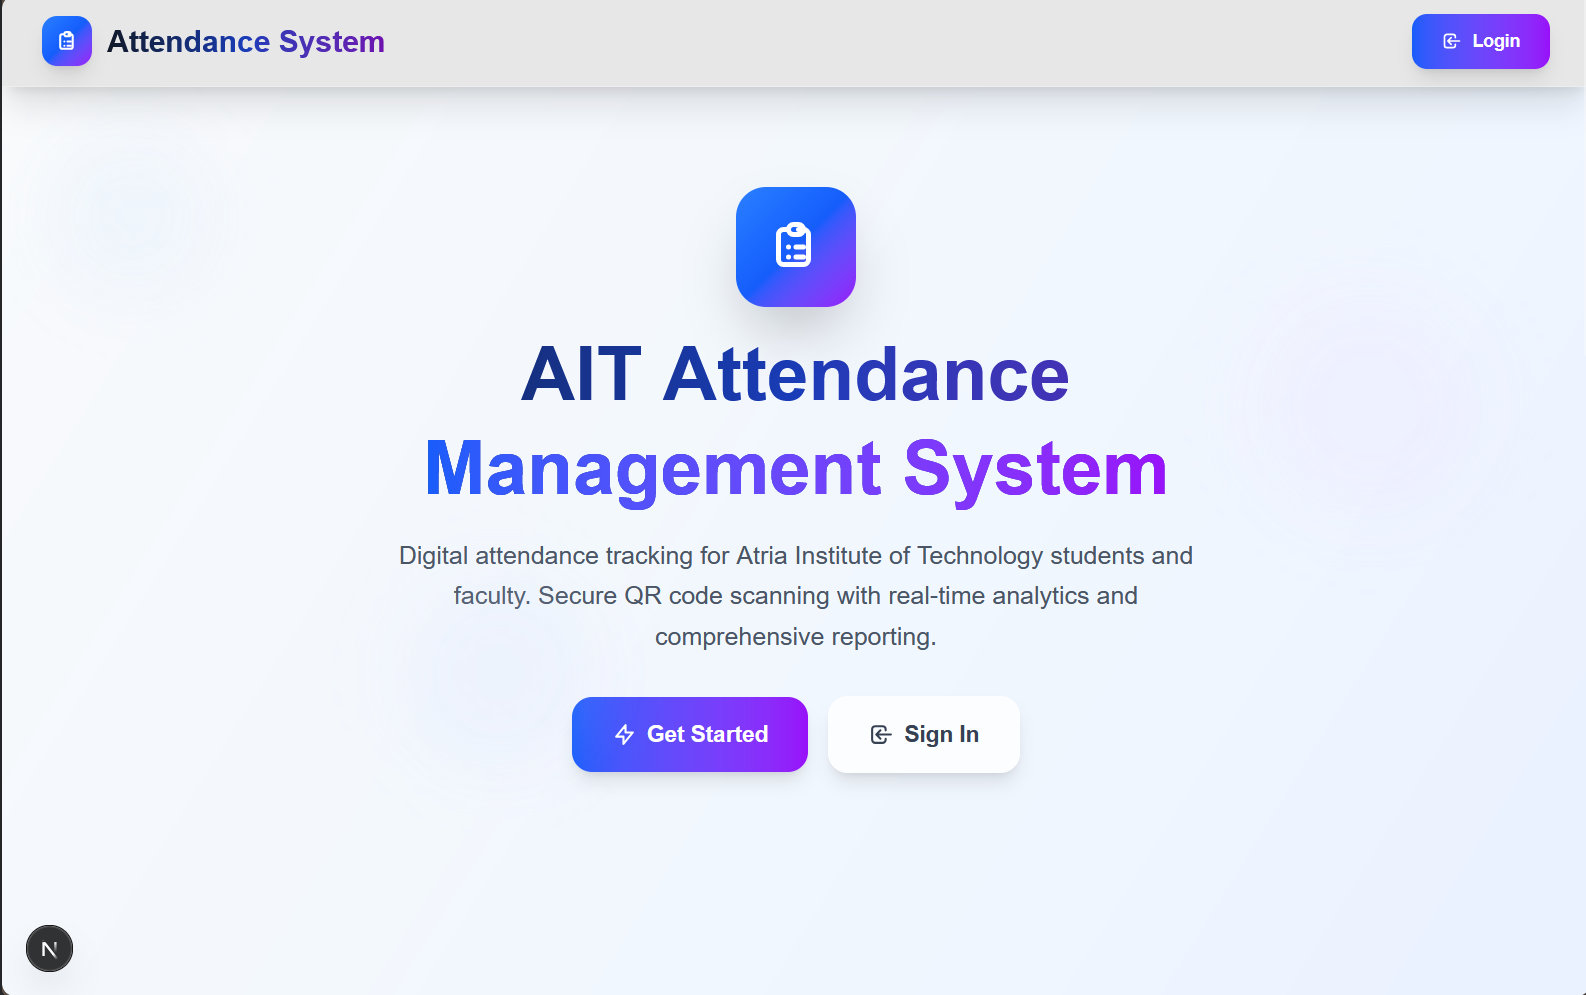 Attendance System
Login
AIT Attendance
Management System
Digital attendance tracking for Atria Institute of Technology students and
faculty. Secure QR code scanning with real-time analytics and
comprehensive reporting.
Get Started
Sign In
N